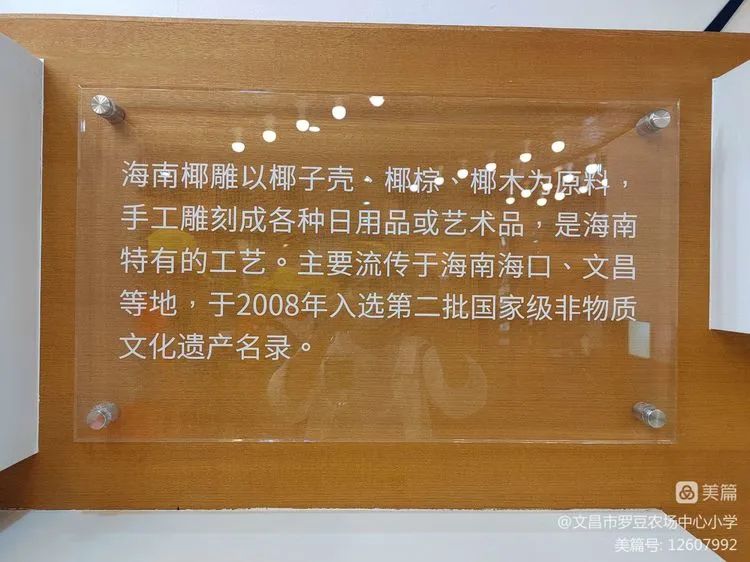 海南椰雕以椰子壳、椰棕、椰木为原料，
手工雕刻成各种日用品或艺术品，是海南
特有的工艺。主要流传于海南海口、文昌
等地，于2008年入选第二批国家级非物质
文化遗产名录。
美篇
@文昌市罗豆农场中心小学
美篇号: 12607992